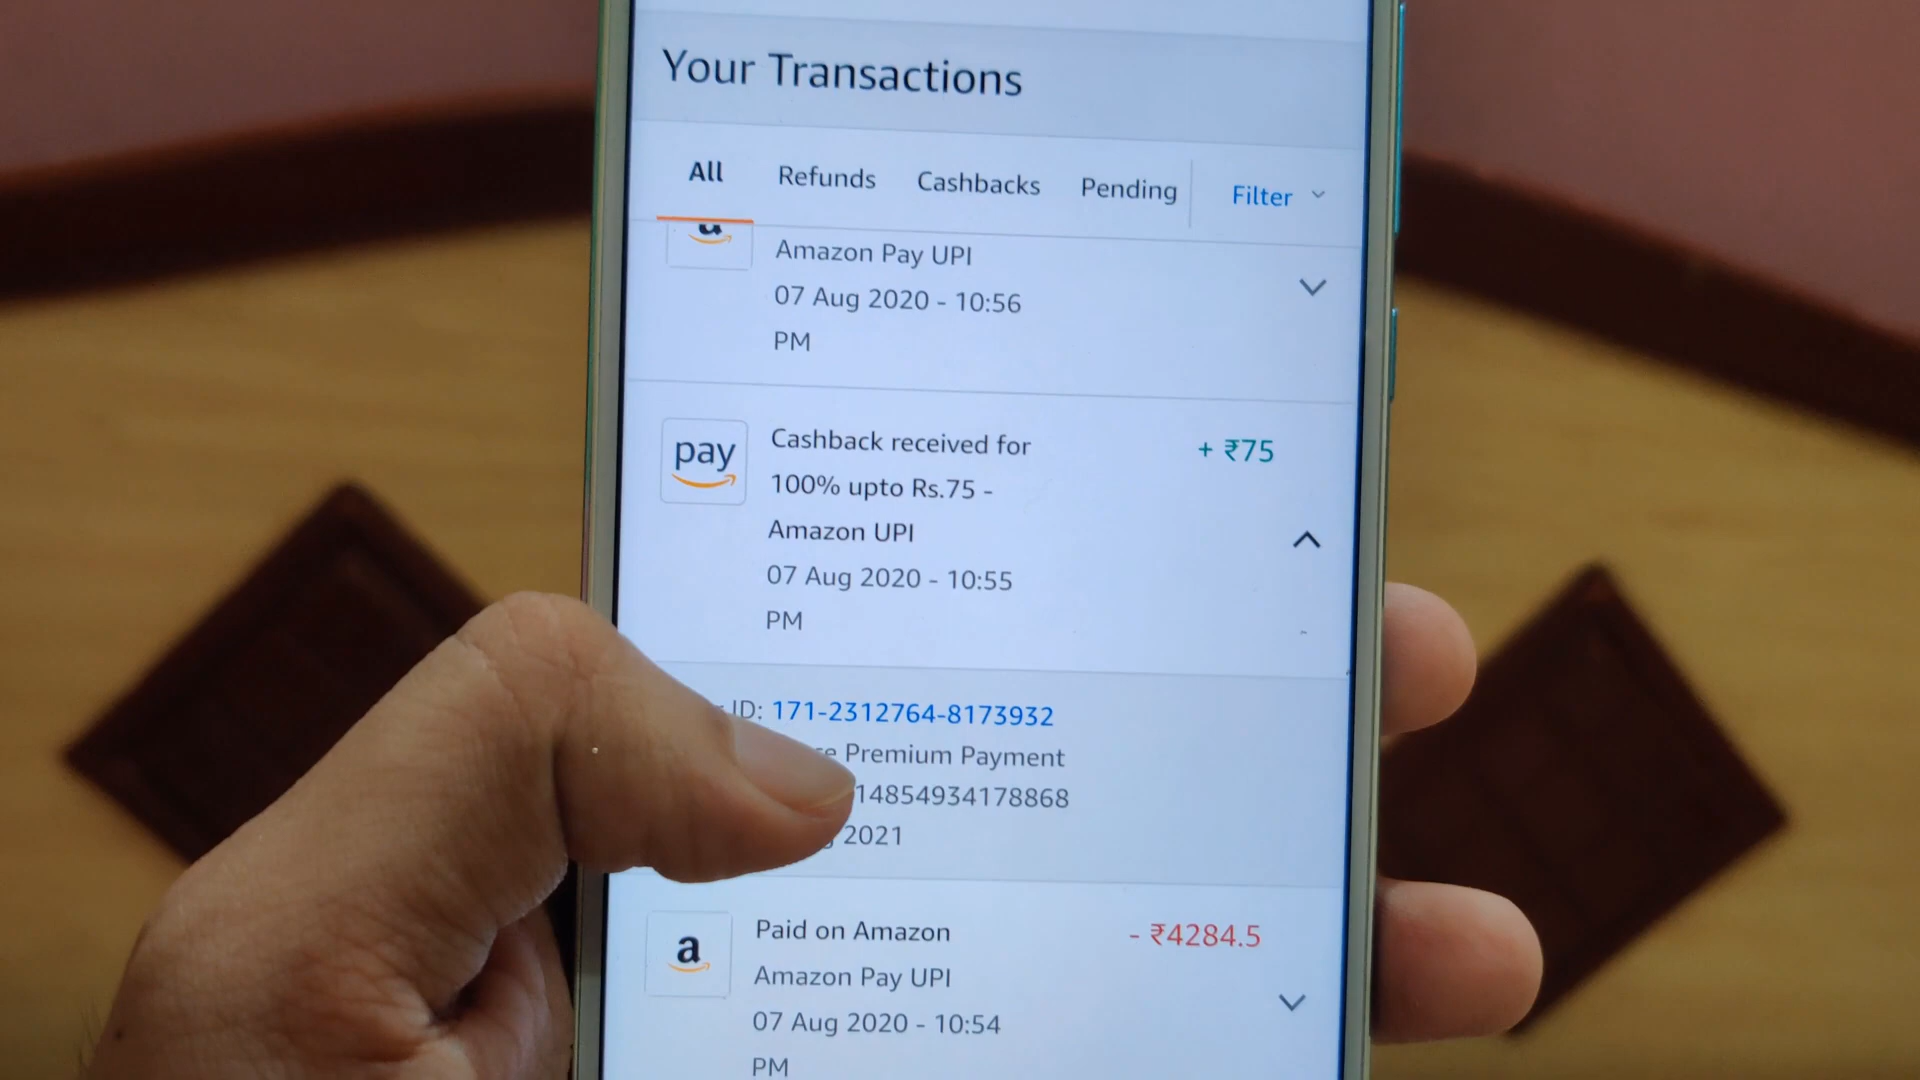 Your Transactions
All Refunds Cashbacks Pending Filter
Amazon Pay UPI
07 Aug 2020 - 10:56
PM
pay
Cashback received for + ₹75
100% upto Rs.75 -
Amazon UPI
07 Aug 2020 - 10:55
PM
ID: 171-2312764-8173932
Premium Payment
14854934178868
2021
a
Paid on Amazon - ₹4284.5
Amazon Pay UPI
07 Aug 2020 - 10:54
PM